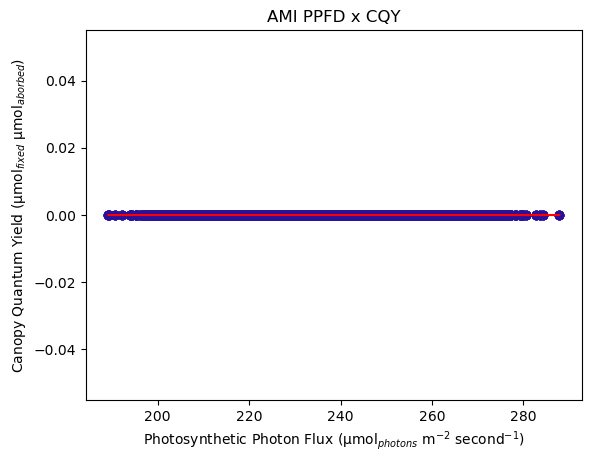 AMI PPFD x CQY
Canopy Quantum Yield (µmol_fixed µmol_aborbed)
0.04
0.02
0.00
−0.02
−0.04
200 220 240 260 280
Photosynthetic Photon Flux (µmol_photons m⁻² second⁻¹)